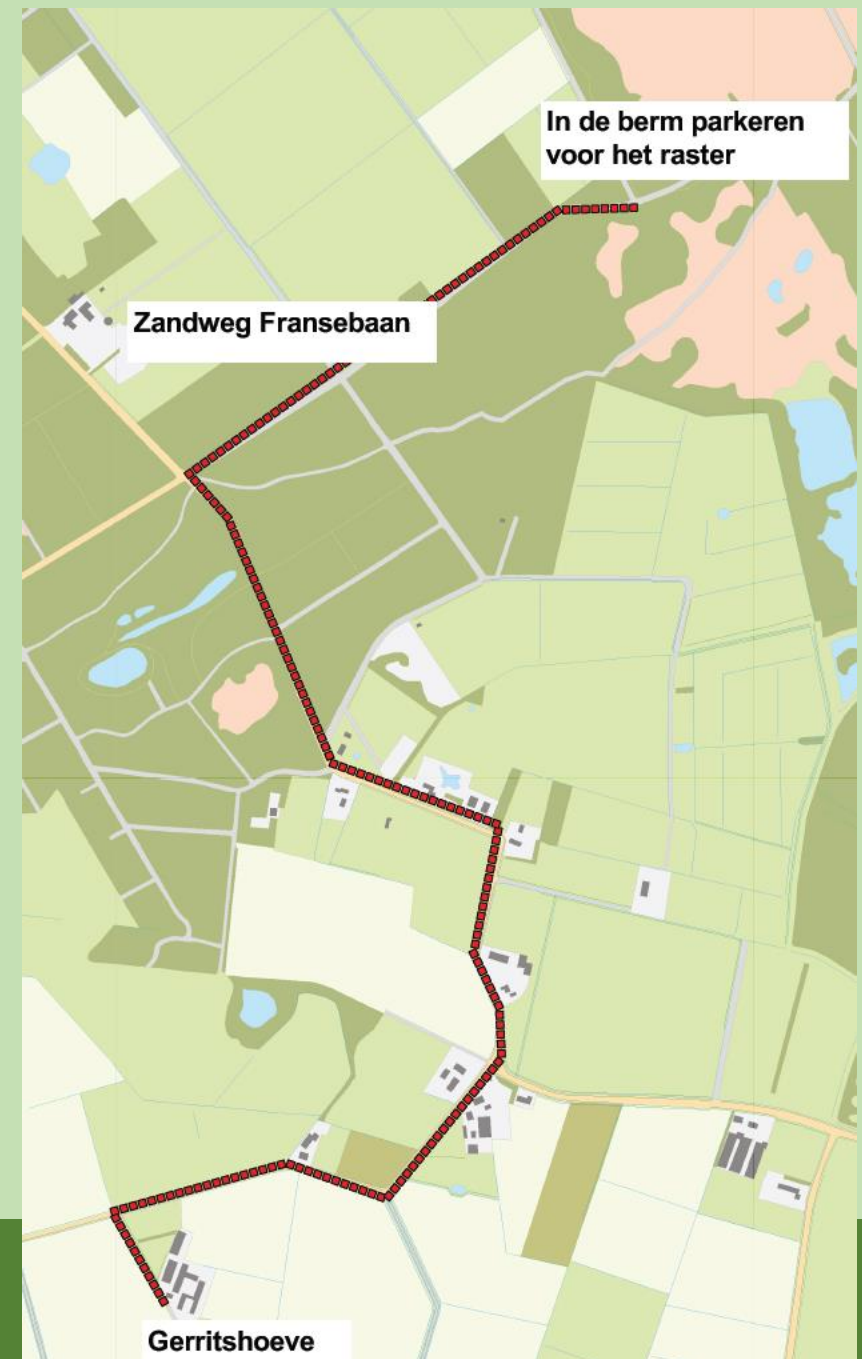 In de berm parkeren
voor het raster
Zandweg Fransebaan
Gerritshoeve